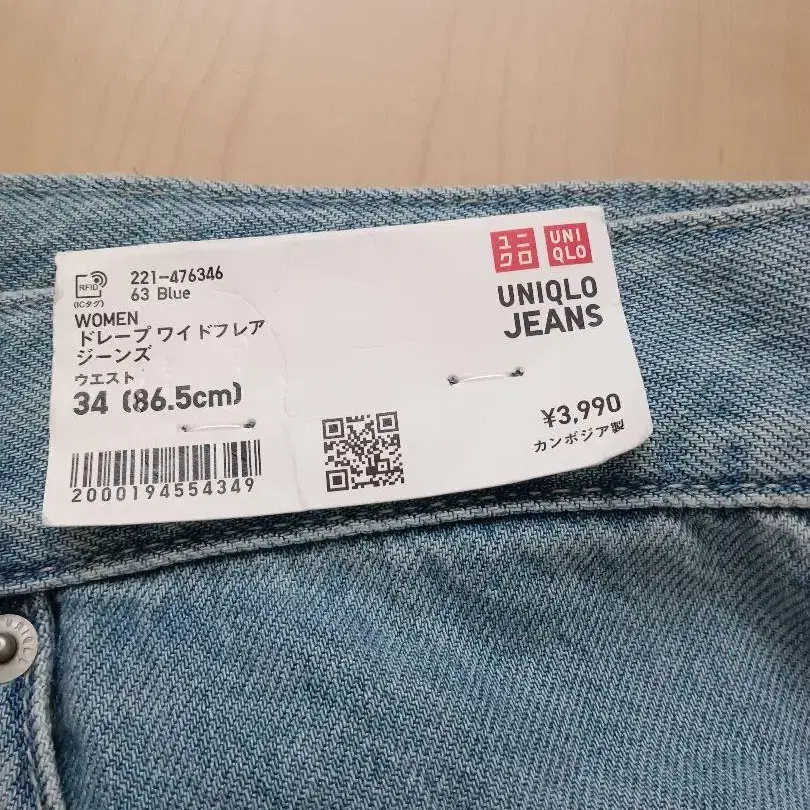 RFID
(ICタグ)
221-476346
63 Blue
WOMEN
ドレープ ワイドフレア
ジーンズ
ウエスト
34 (86.5cm)
2000194554349
ユニ
クロ
UNI
QLO
UNIQLO
JEANS
¥3,990
カンボジア製
UNIQLO